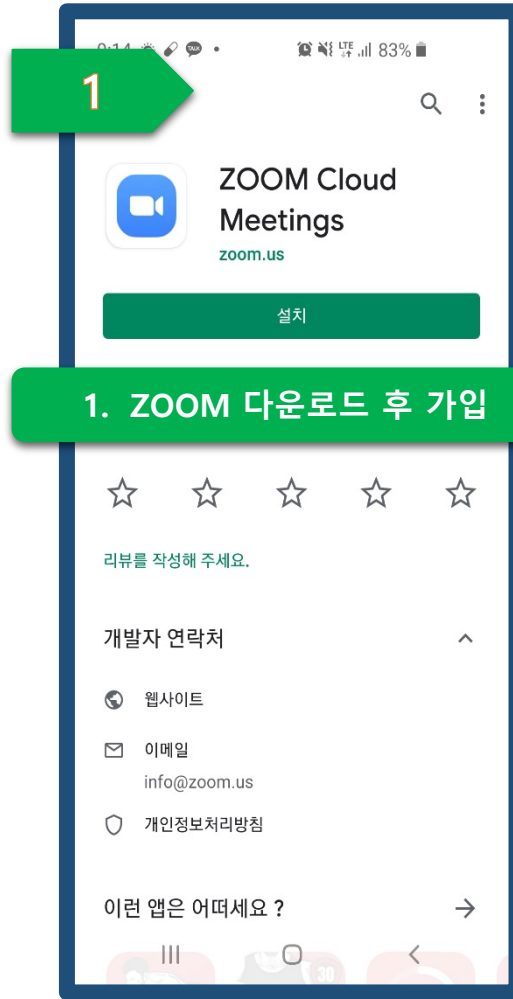 9:14
TALK
LTE
83%
1
ZOOM Cloud
Meetings
zoom.us
설치
1. ZOOM 다운로드 후 가입
리뷰를 작성해 주세요.
개발자 연락처
웹사이트
이메일
info@zoom.us
개인정보처리방침
이런 앱은 어떠세요 ?
30